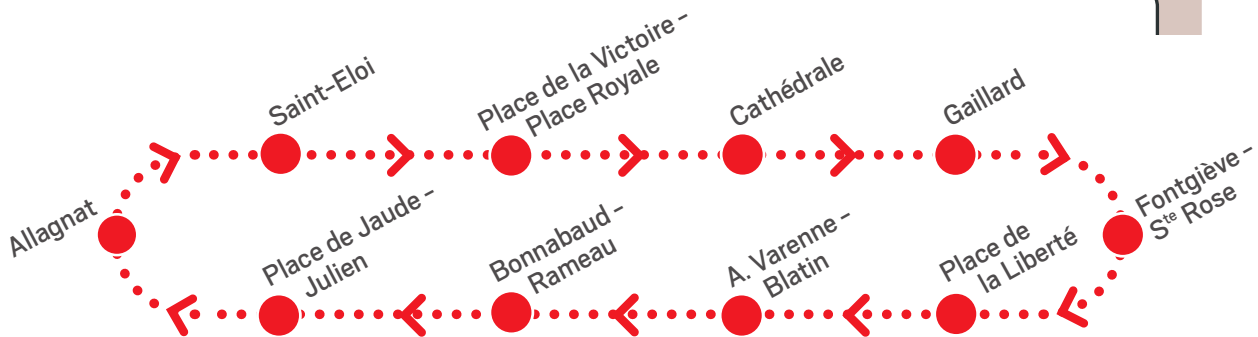 Saint-Eloi
Place de la Victoire -
Place Royale
Cathédrale
Gaillard
Fontgiève -
Sᵗᵉ Rose
Allagnat
Place de Jaude -
Julien
Bonnabaud -
Rameau
A. Varenne -
Blatin
Place de
la Liberté